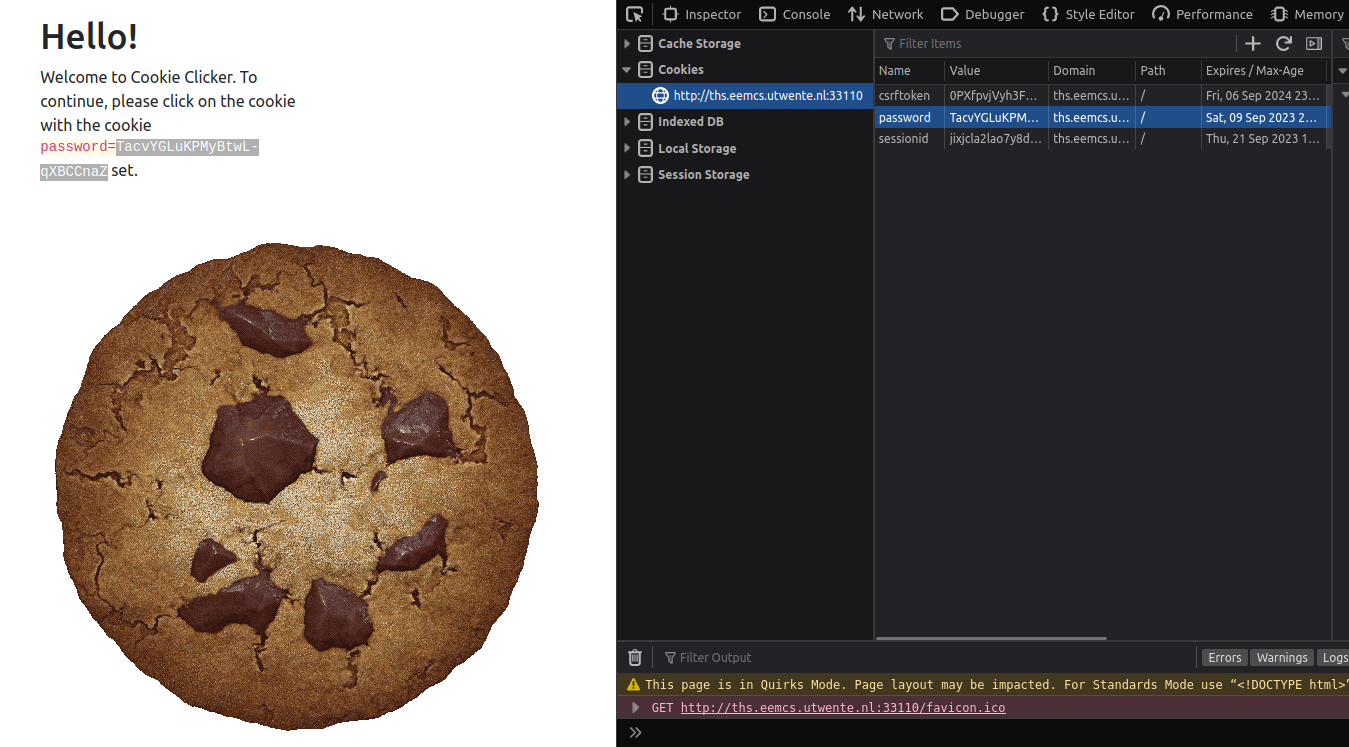 Hello!
Welcome to Cookie Clicker. To
continue, please click on the cookie
with the cookie
password=TacvYGLuKPMyBtwL-
qXBCCnaZ set.
Inspector Console Network Debugger Style Editor Performance Memory
Cache Storage
Cookies
http://ths.eemcs.utwente.nl:33110
Indexed DB
Local Storage
Session Storage
Filter Items
Name Value Domain Path Expires / Max-Age
csrftoken 0PXfpvjVyh3F... ths.eemcs.u... / Fri, 06 Sep 2024 23...
password TacvYGLuKPM... ths.eemcs.u... / Sat, 09 Sep 2023 2...
sessionid jixjcla2lao7y8d... ths.eemcs.u... / Thu, 21 Sep 2023 1...
Filter Output Errors Warnings Logs
This page is in Quirks Mode. Page layout may be impacted. For Standards Mode use “<!DOCTYPE html>”
GET http://ths.eemcs.utwente.nl:33110/favicon.ico